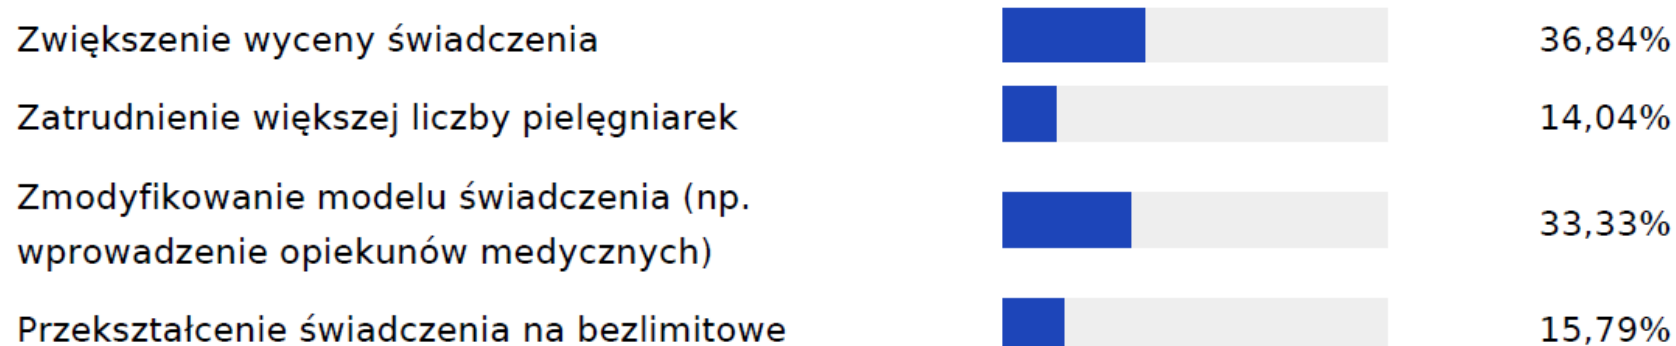 Zwiększenie wyceny świadczenia 36,84%
Zatrudnienie większej liczby pielęgniarek 14,04%
Zmodyfikowanie modelu świadczenia (np.
wprowadzenie opiekunów medycznych) 33,33%
Przekształcenie świadczenia na bezlimitowe 15,79%